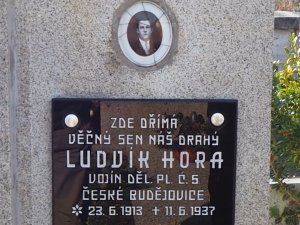 ZDE DŘÍMÁ
VĚČNÝ SEN NÁŠ DRAHÝ
LUDVÍK HORA
VOJÍN DĚL. PL. Č. 5
ČESKÉ BUDĚJOVICE
✡ 23. 6. 1913 + 11. 6. 1937